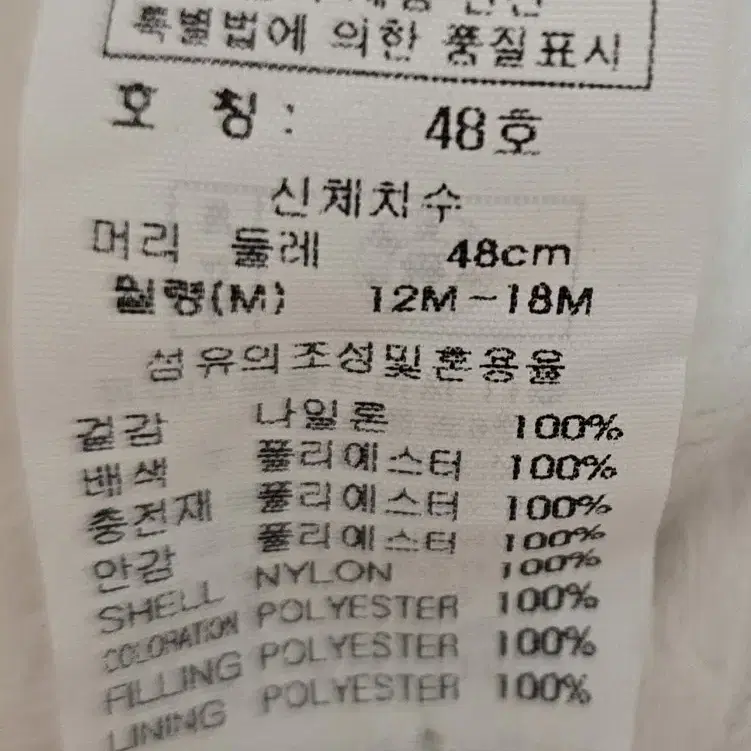 특별법에 의한 품질표시
호 칭: 48호
신체치수
머리 둘레 48cm
월령(M) 12M~18M
섬유의조성및혼용율
겉감 나일론 100%
배색 폴리에스터 100%
충전재 폴리에스터 100%
안감 폴리에스터 100%
SHELL NYLON 100%
COLORATION POLYESTER 100%
FILLING POLYESTER 100%
LINING POLYESTER 100%